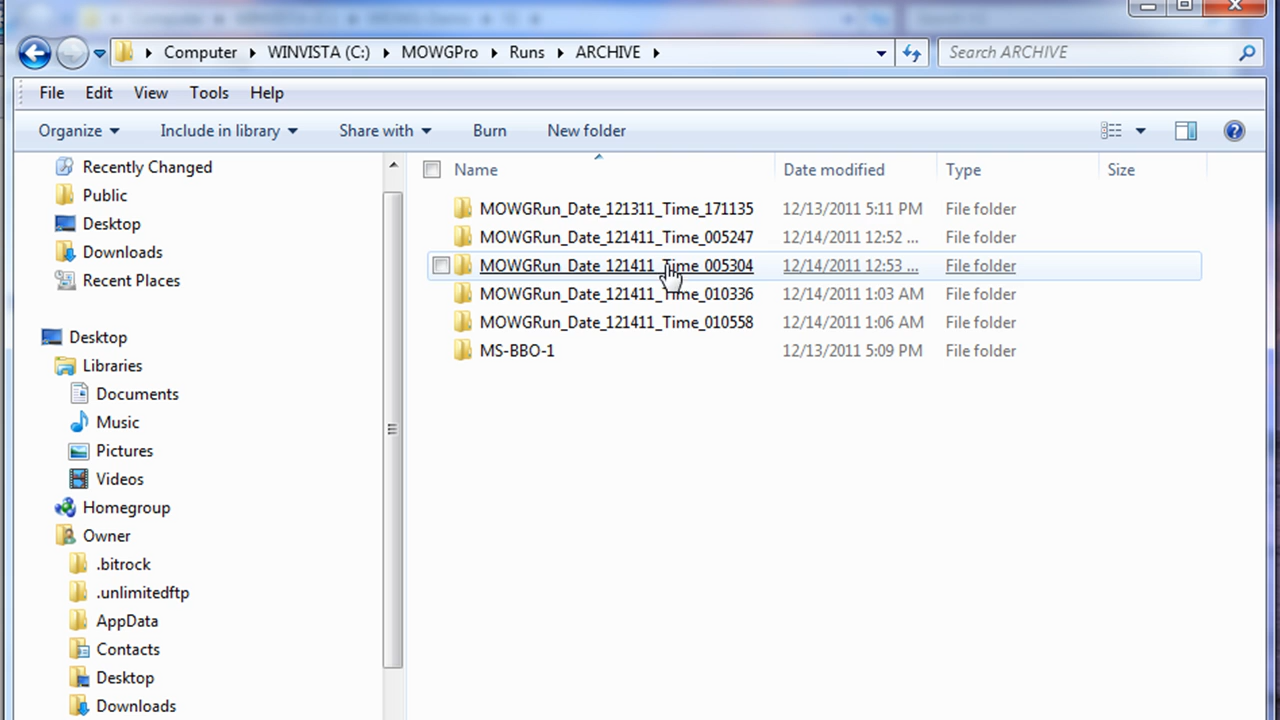 Computer WINVISTA (C:) MOWGPro Runs ARCHIVE Search ARCHIVE
File Edit View Tools Help
Organize Include in library Share with Burn New folder
Recently Changed
Public
Desktop
Downloads
Recent Places
Desktop
Libraries
Documents
Music
Pictures
Videos
Homegroup
Owner
.bitrock
.unlimitedftp
AppData
Contacts
Desktop
Downloads
Name Date modified Type Size
MOWGRun_Date_121311_Time_171135 12/13/2011 5:11 PM File folder
MOWGRun_Date_121411_Time_005247 12/14/2011 12:52 ... File folder
MOWGRun_Date_121411_Time_005304 12/14/2011 12:53 ... File folder
MOWGRun_Date_121411_Time_010336 12/14/2011 1:03 AM File folder
MOWGRun_Date_121411_Time_010558 12/14/2011 1:06 AM File folder
MS-BBO-1 12/13/2011 5:09 PM File folder